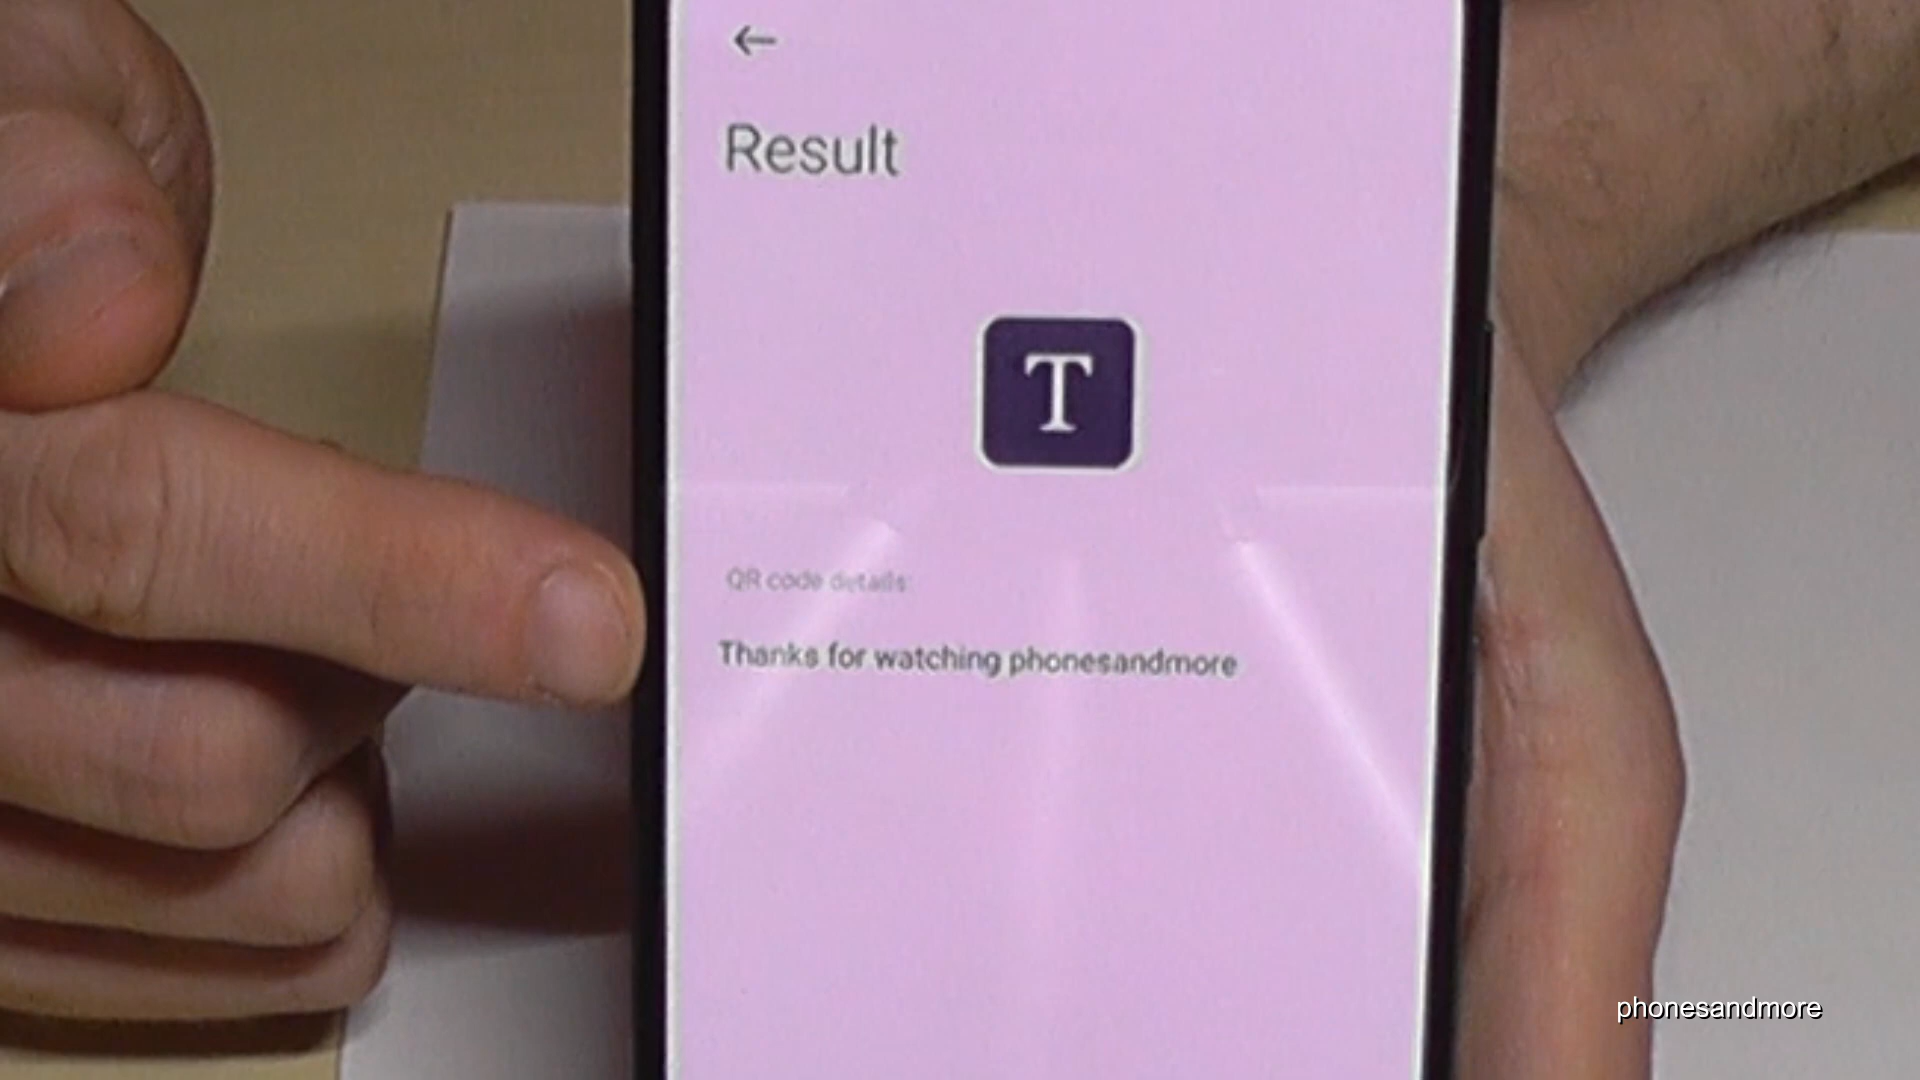 Result
T
QR code details:
Thanks for watching phonesandmore
phonesandmore